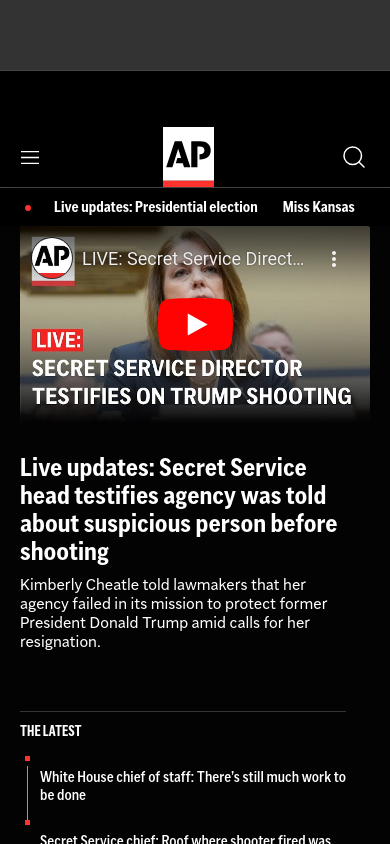 AP
Live updates: Presidential election Miss Kansas
AP LIVE: Secret Service Direct...
LIVE:
SECRET SERVICE DIRECTOR
TESTIFIES ON TRUMP SHOOTING
Live updates: Secret Service
head testifies agency was told
about suspicious person before
shooting
Kimberly Cheatle told lawmakers that her
agency failed in its mission to protect former
President Donald Trump amid calls for her
resignation.
THE LATEST
White House chief of staff: There's still much work to
be done
Secret Service chief: Roof where shooter fired was